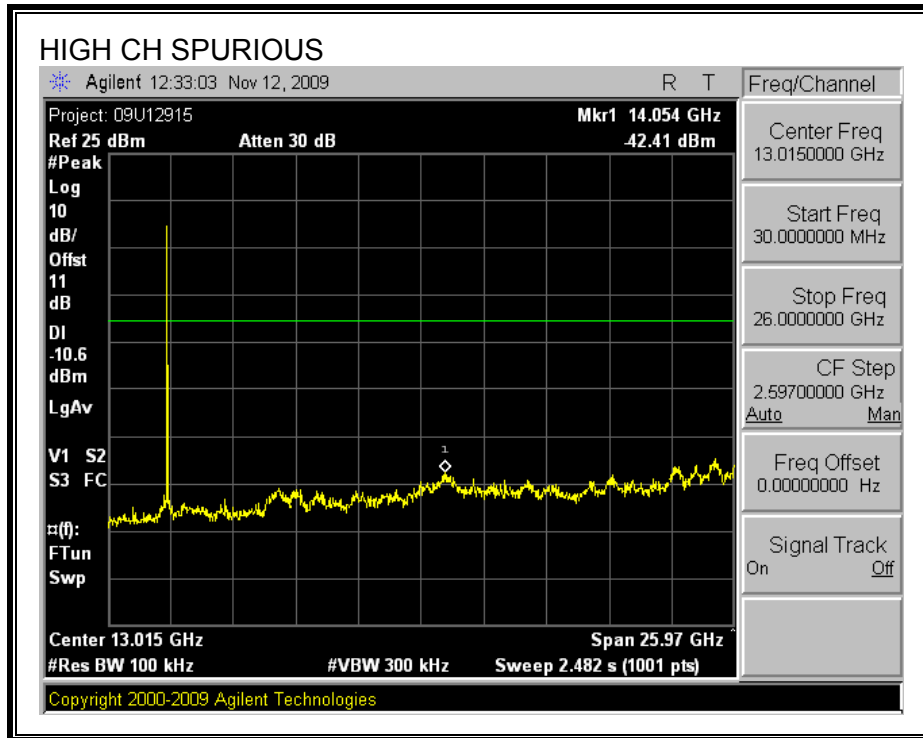 HIGH CH SPURIOUS
Agilent 12:33:03 Nov 12, 2009 R T
Freq/Channel
Project: 09U12915 Mkr1 14.054 GHz
Ref 25 dBm Atten 30 dB -42.41 dBm
#Peak
Log
10
dB/
Offst
11
dB
DI
-10.6
dBm
LgAv
V1 S2
S3 FC
¤(f):
FTun
Swp
1
Center 13.015 GHz Span 25.97 GHz
#Res BW 100 kHz #VBW 300 kHz Sweep 2.482 s (1001 pts)
Center Freq
13.0150000 GHz
Start Freq
30.0000000 MHz
Stop Freq
26.0000000 GHz
CF Step
2.59700000 GHz
Auto Man
Freq Offset
0.00000000 Hz
Signal Track
On Off
Copyright 2000-2009 Agilent Technologies